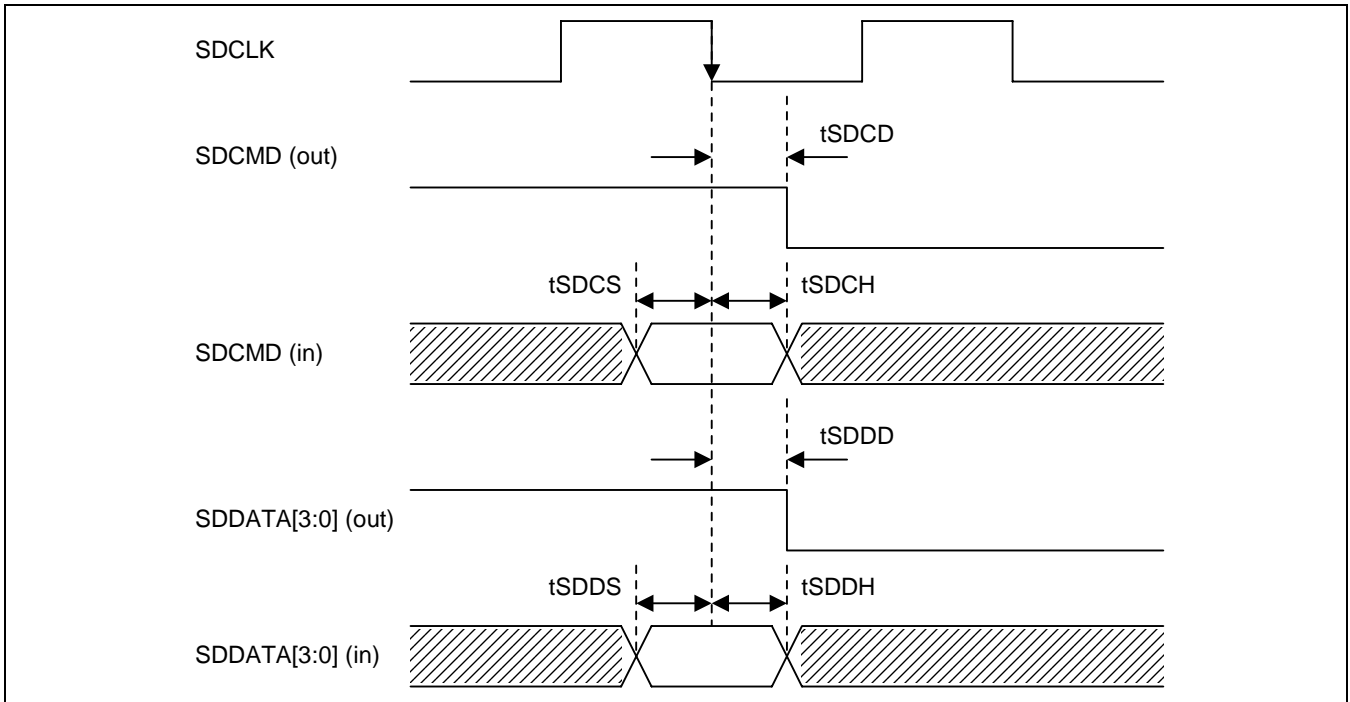 SDCLK
tSDCD
SDCMD (out)
tSDCS
tSDCH
SDCMD (in)
tSDDD
SDDATA[3:0] (out)
tSDDS
tSDDH
SDDATA[3:0] (in)